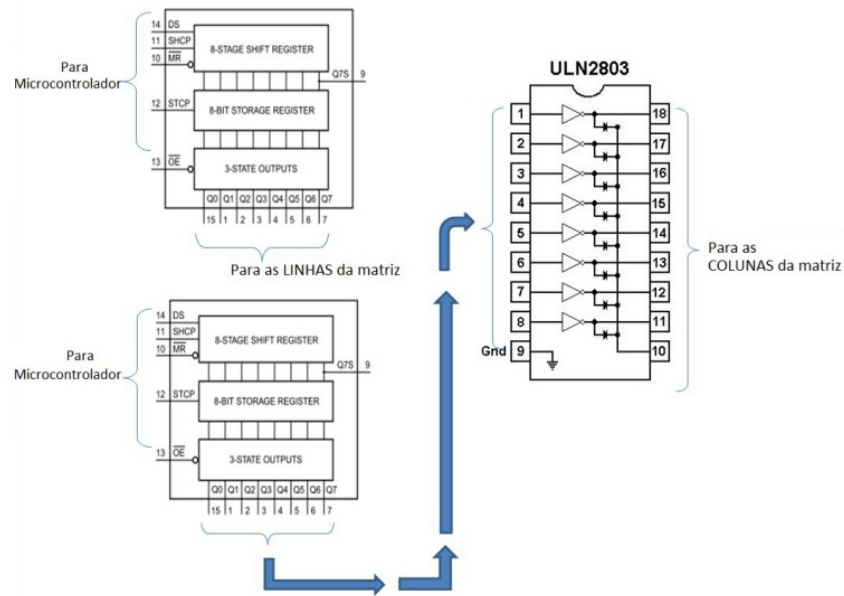 14 DS
11 SHCP
10 MR
Para
Microcontrolador
12 STCP
13 OE
8-STAGE SHIFT REGISTER
Q7S 9
8-BIT STORAGE REGISTER
3-STATE OUTPUTS
Q0 Q1 Q2 Q3 Q4 Q5 Q6 Q7
15 1 2 3 4 5 6 7
Para as LINHAS da matriz
14 DS
11 SHCP
10 MR
Para
Microcontrolador
12 STCP
13 OE
8-STAGE SHIFT REGISTER
Q7S 9
8-BIT STORAGE REGISTER
3-STATE OUTPUTS
Q0 Q1 Q2 Q3 Q4 Q5 Q6 Q7
15 1 2 3 4 5 6 7
ULN2803
1 18
2 17
3 16
4 15
5 14
6 13
7 12
8 11
Gnd 9 10
Para as
COLUNAS da matriz